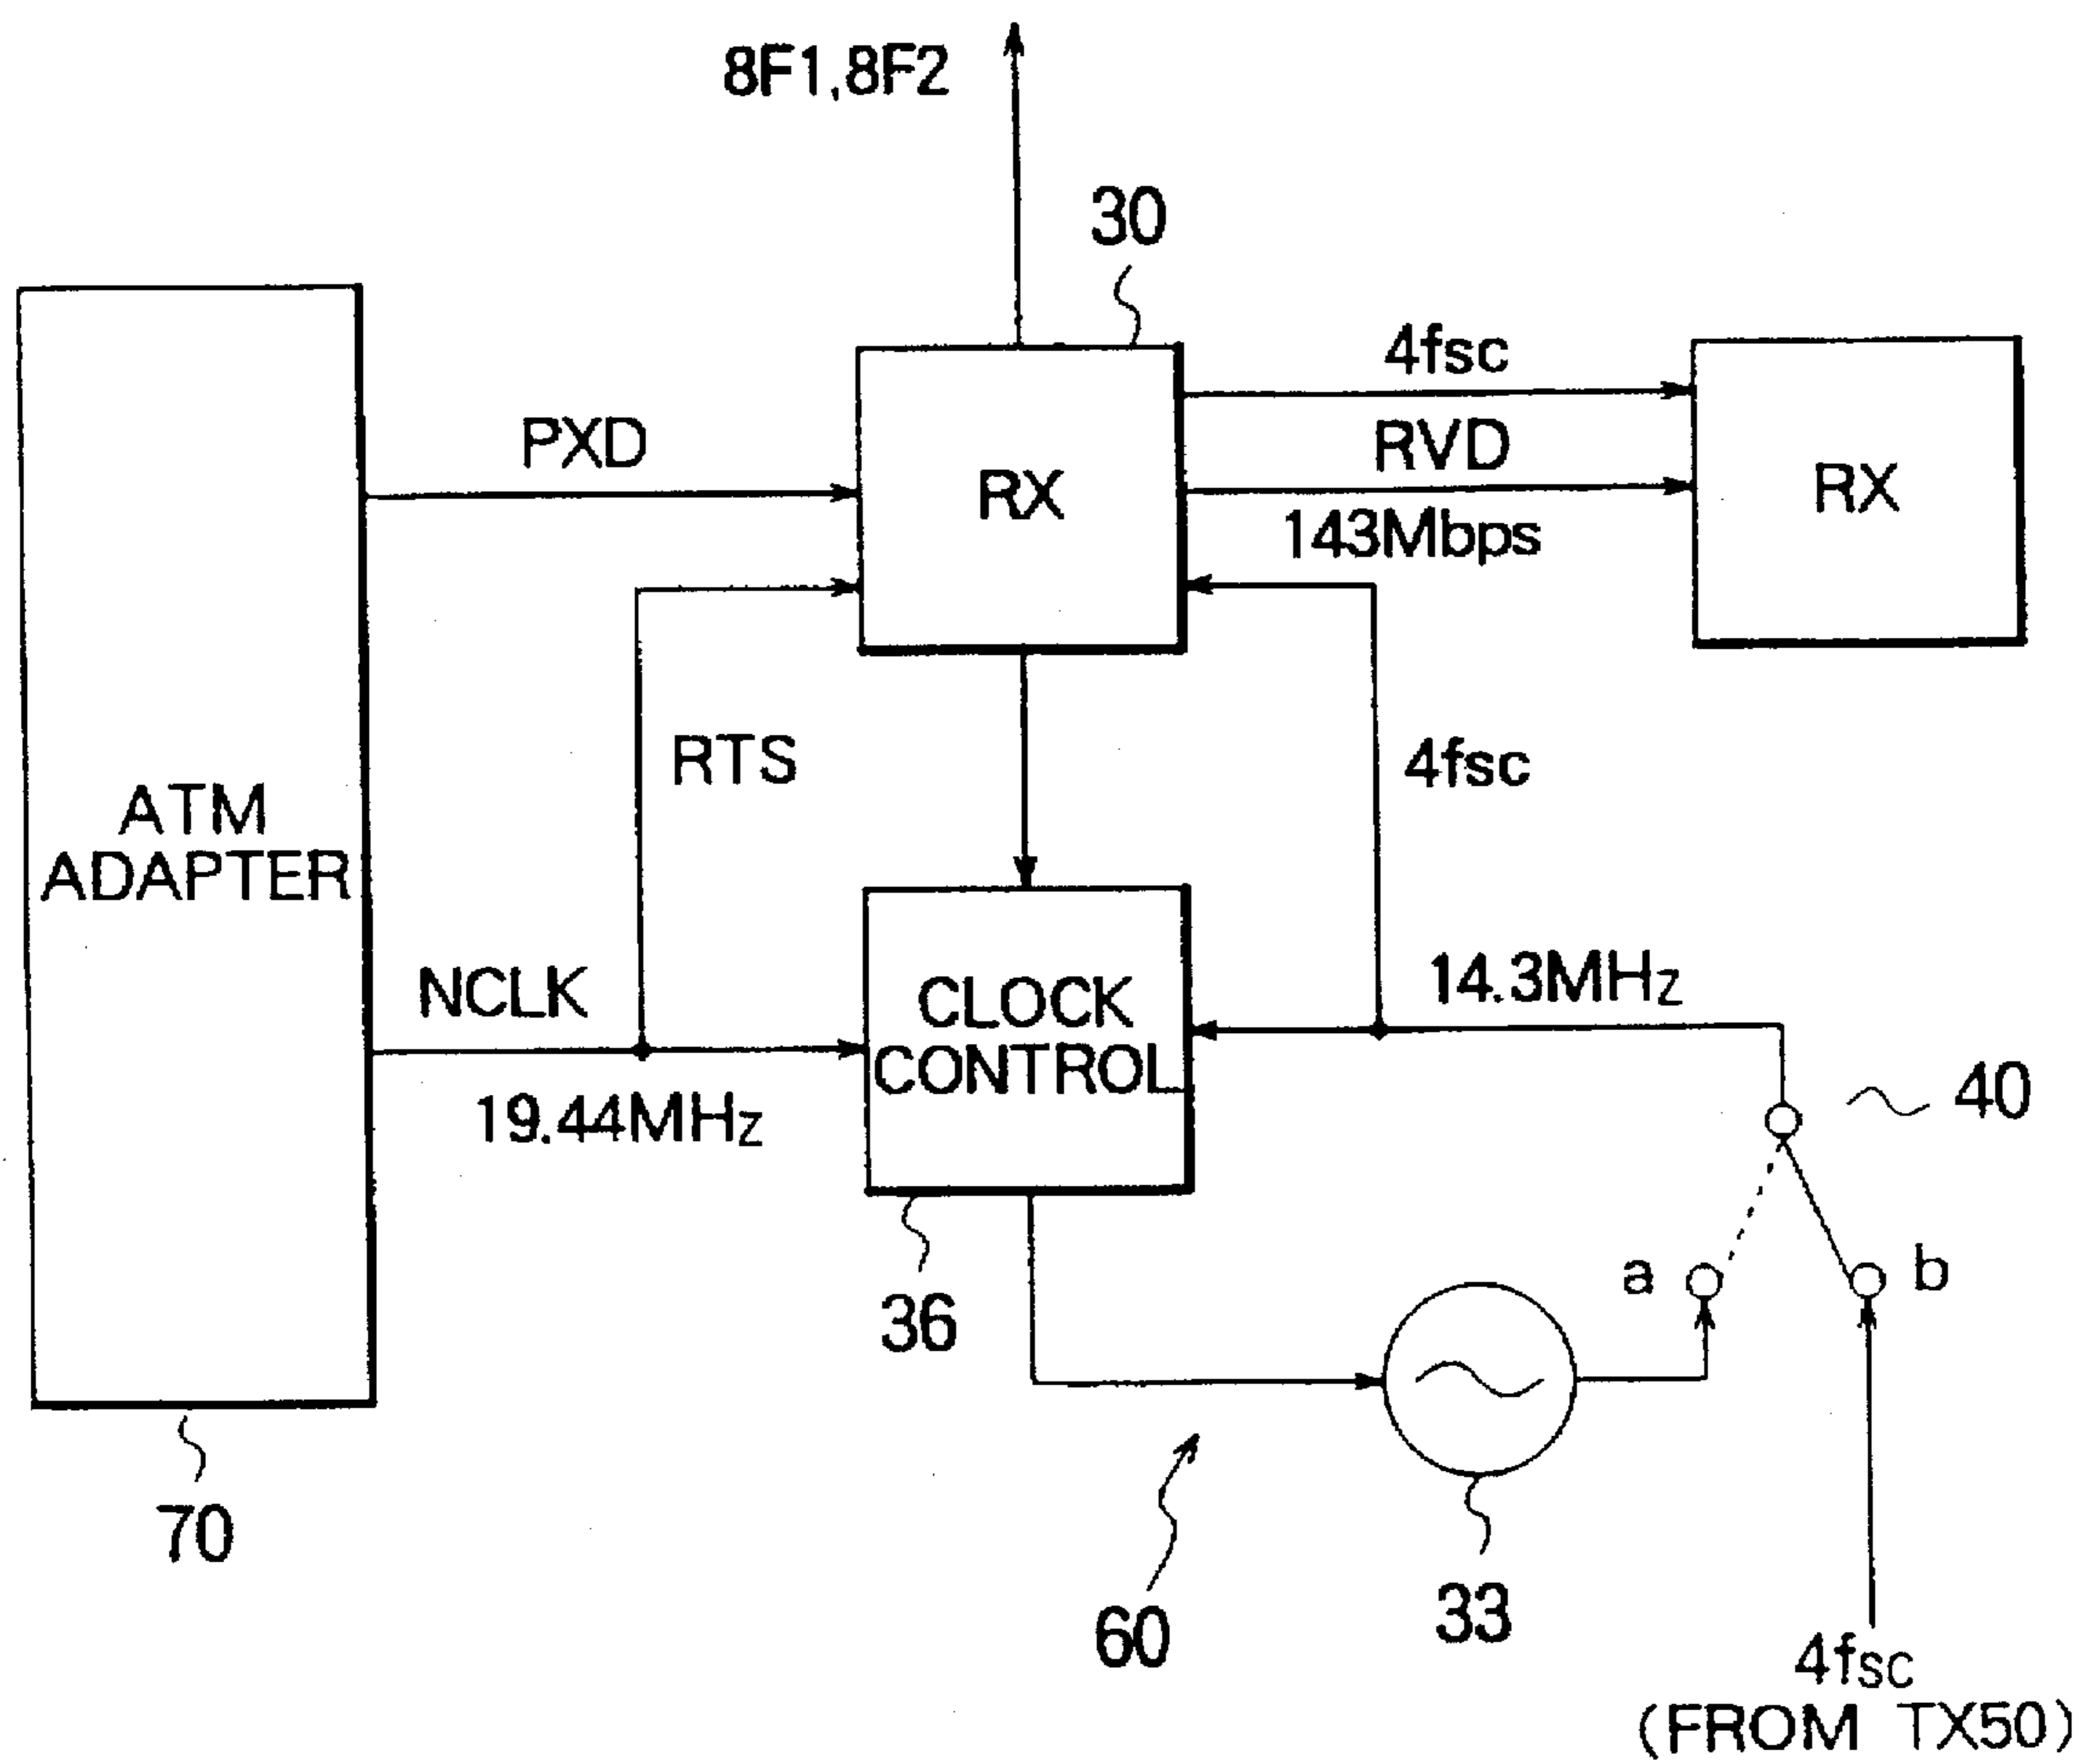 8F1,8F2
30
4fsc
PXD
RVD
RX
RX
143Mbps
RTS
4fsc
ATM
ADAPTER
NCLK
CLOCK
CONTROL
14.3MHz
19.44MHz
40
a
b
36
70
60
33
4fsc
(FROM TX50)